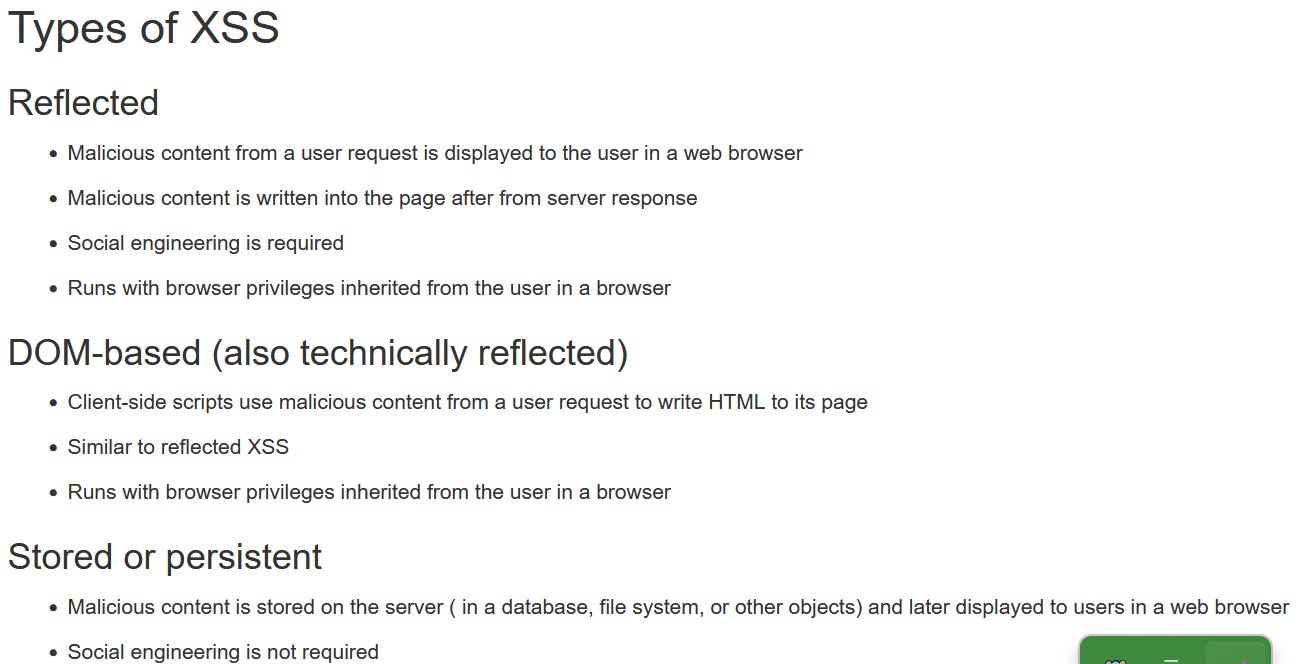 Types of XSS
Reflected
• Malicious content from a user request is displayed to the user in a web browser
• Malicious content is written into the page after from server response
• Social engineering is required
• Runs with browser privileges inherited from the user in a browser
DOM-based (also technically reflected)
• Client-side scripts use malicious content from a user request to write HTML to its page
• Similar to reflected XSS
• Runs with browser privileges inherited from the user in a browser
Stored or persistent
• Malicious content is stored on the server ( in a database, file system, or other objects) and later displayed to users in a web browser
• Social engineering is not required